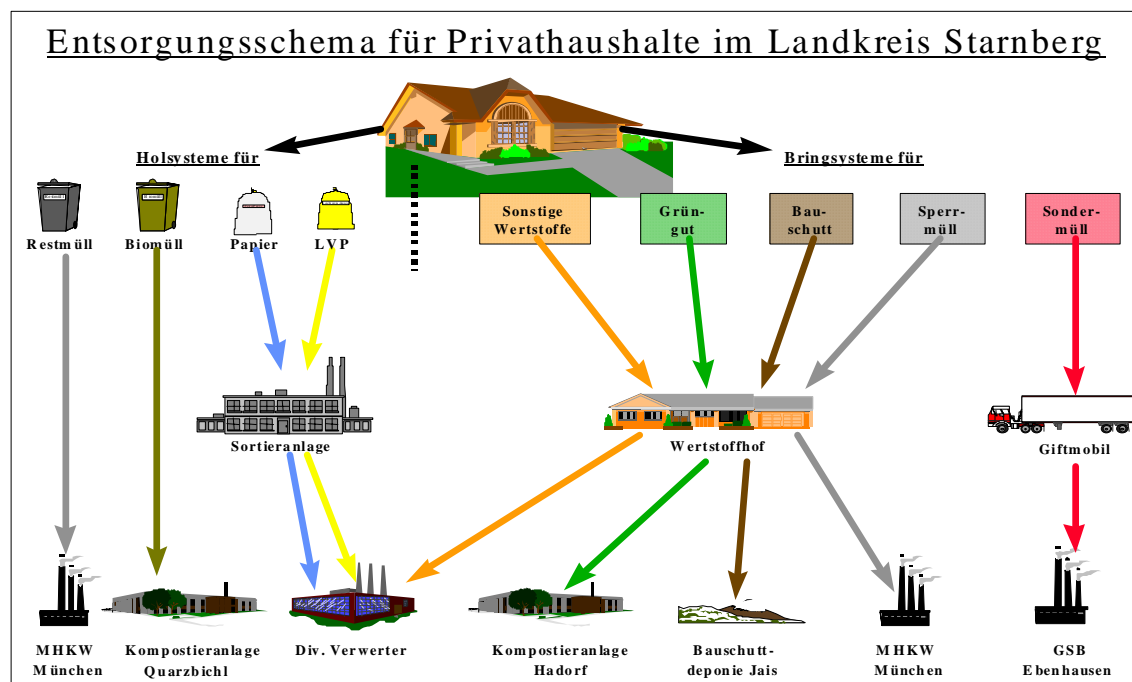 Entsorgungsschema für Privathaushalte im Landkreis Starnberg
Holsysteme für
Bringsysteme für
Restmüll
Biomüll
Papier
LVP
Sonstige
Wertstoffe
Grün-
gut
Bau-
schutt
Sperr-
müll
Sonder-
müll
Sortieranlage
Wertstoffhof
Giftmobil
MHKW
München
Kompostieranlage
Quarzbichl
Div. Verwerter
Kompostieranlage
Hadorf
Bauschutt-
deponie Jais
MHKW
München
GSB
Ebenhausen